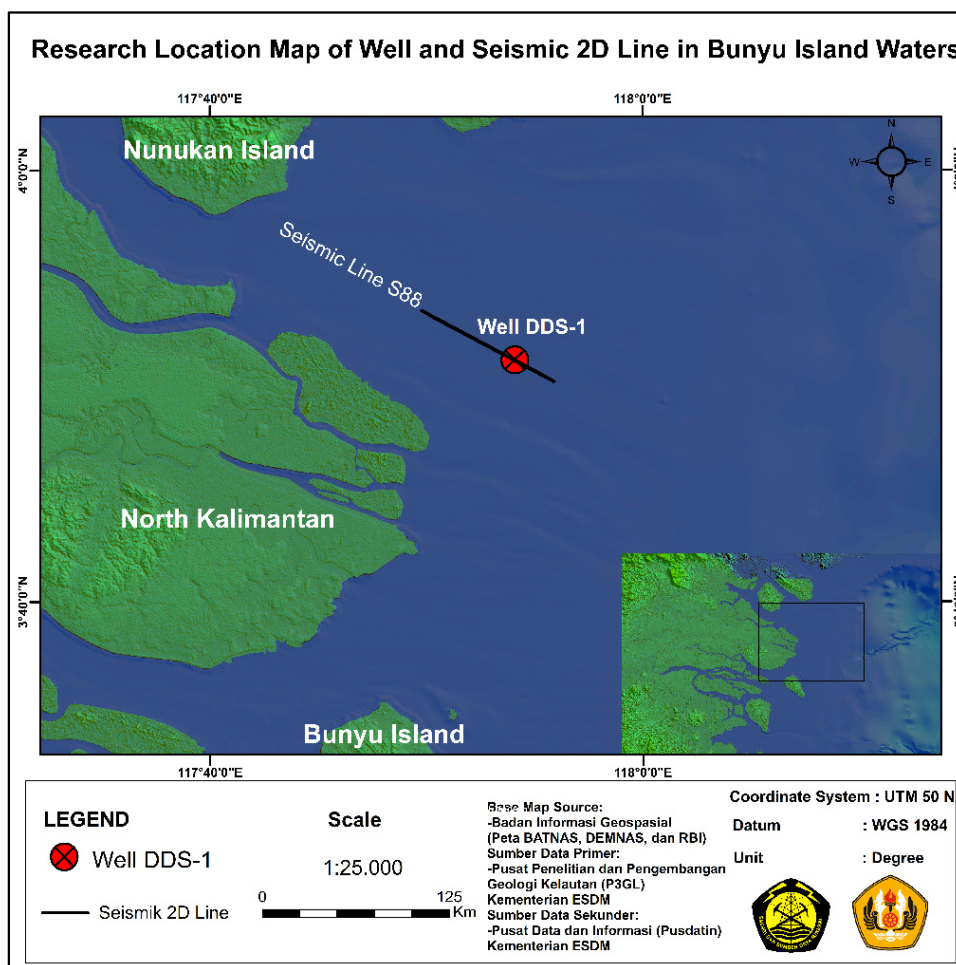 Research Location Map of Well and Seismic 2D Line in Bunyu Island Waters
117°40'0"E
118°0'0"E
Nunukan Island
N
W
E
S
4°0'0"N
Seismic Line S88
Well DDS-1
North Kalimantan
3°40'0"N
Bunyu Island
117°40'0"E
118°0'0"E
LEGEND
Well DDS-1
Seismik 2D Line
Scale
1:25.000
0
125
Km
Base Map Source:
-Badan Informasi Geospasial
(Peta BATNAS, DEMNAS, dan RBI)
Sumber Data Primer:
-Pusat Penelitian dan Pengembangan
Geologi Kelautan (P3GL)
Kementerian ESDM
Sumber Data Sekunder:
-Pusat Data dan Informasi (Pusdatin)
Kementerian ESDM
Coordinate System : UTM 50 N
Datum : WGS 1984
Unit : Degree